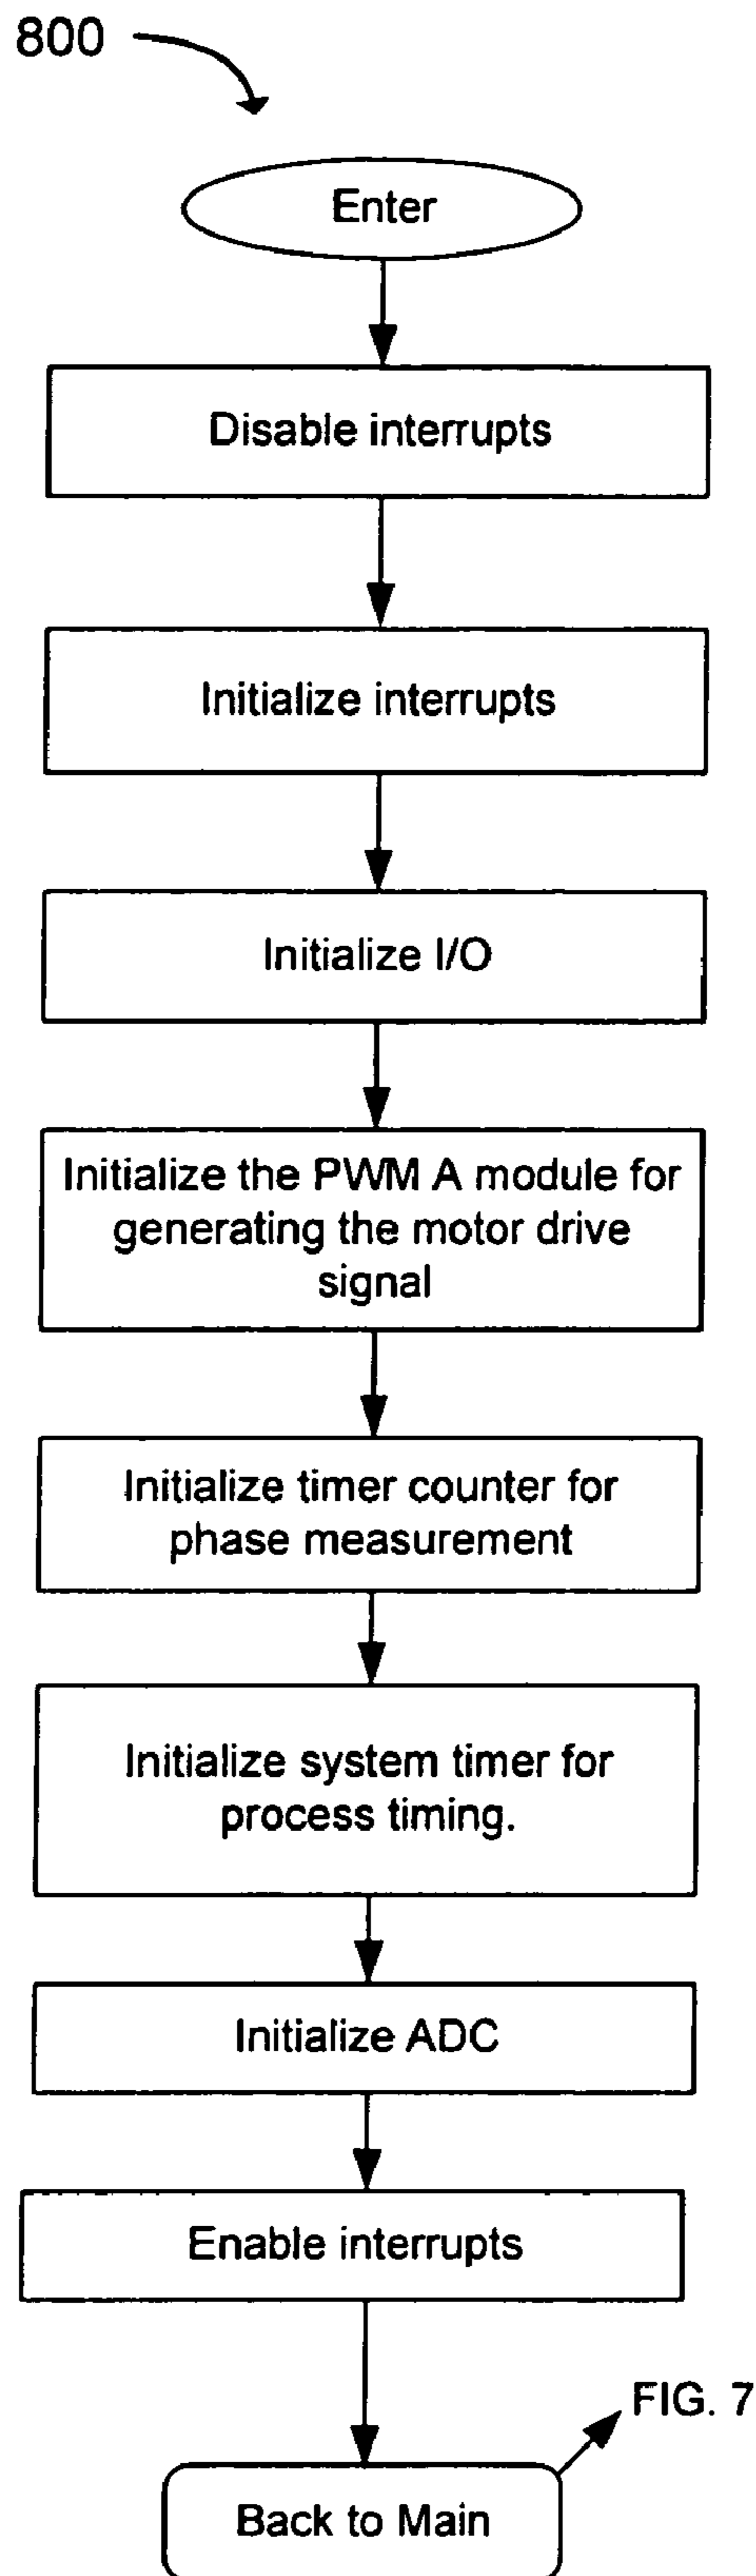 800
Enter
Disable interrupts
Initialize interrupts
Initialize I/O
Initialize the PWM A module for
generating the motor drive
signal
Initialize timer counter for
phase measurement
Initialize system timer for
process timing.
Initialize ADC
Enable interrupts
FIG. 7
Back to Main